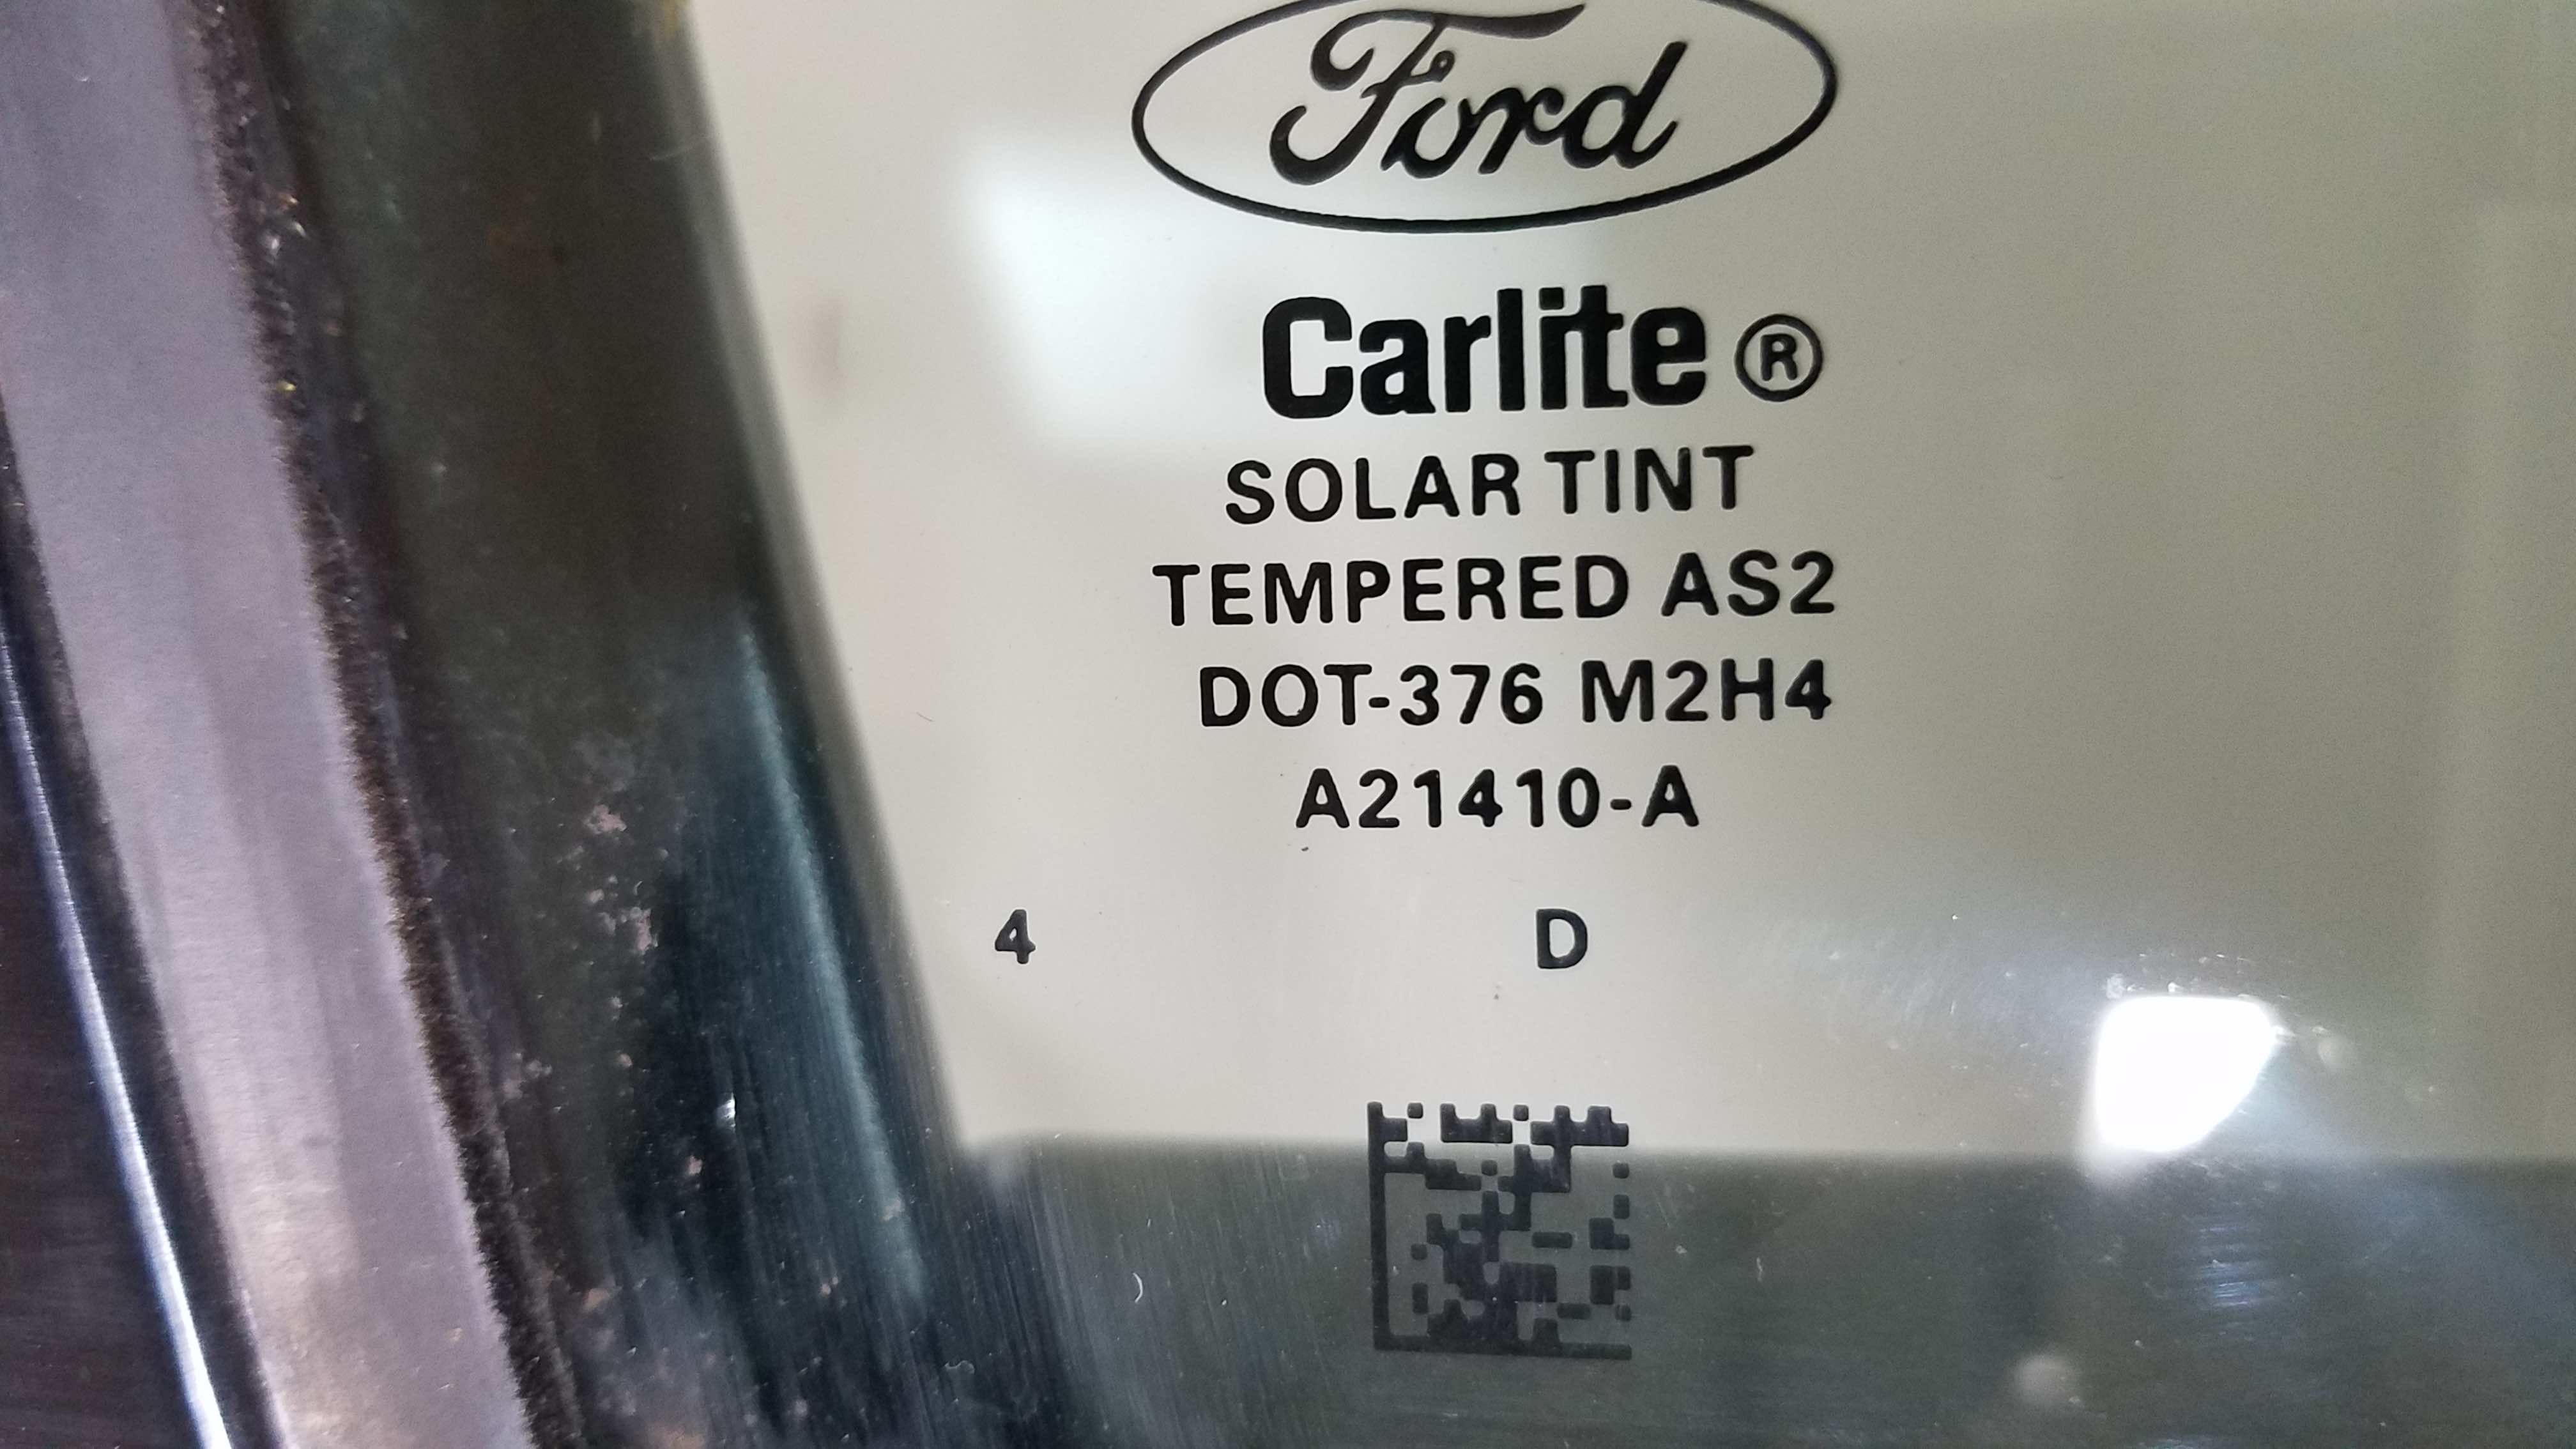 Ford
Carlite ®
SOLAR TINT
TEMPERED AS2
DOT-376 M2H4
A21410-A
4 D